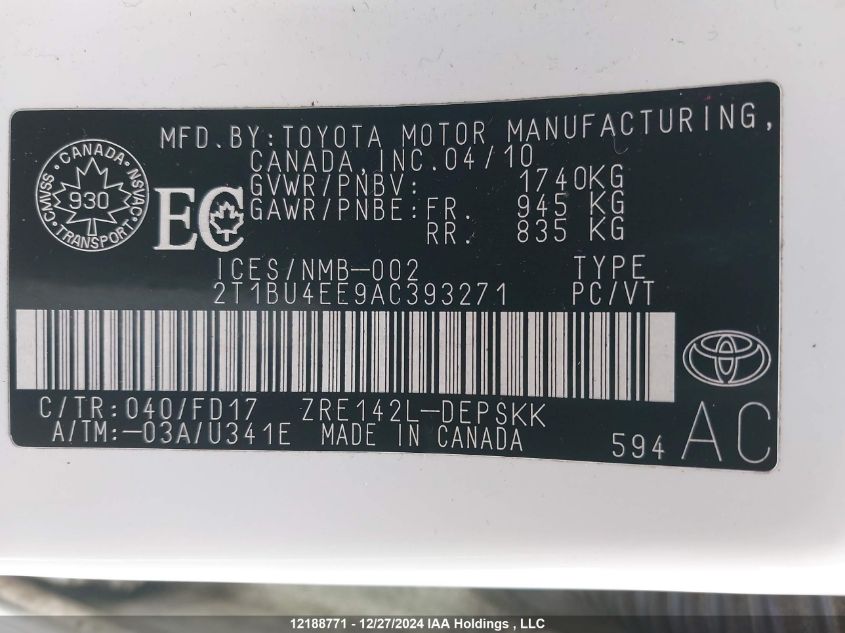 MFD.BY:TOYOTA MOTOR MANUFACTURING,
CANADA,INC.04/10
GVWR/PNBV: 1740KG
GAWR/PNBE:FR. 945 KG
RR. 835 KG
CANADA
CMVSS 930 NSVAC
TRANSPORT
EC
ICES/NMB-002 TYPE
2T1BU4EE9AC393271 PC/VT
C/TR:040/FD17 ZRE142L-DEPSKK
A/TM:-03A/U341E MADE IN CANADA
594 AC
12188771 - 12/27/2024 IAA Holdings , LLC